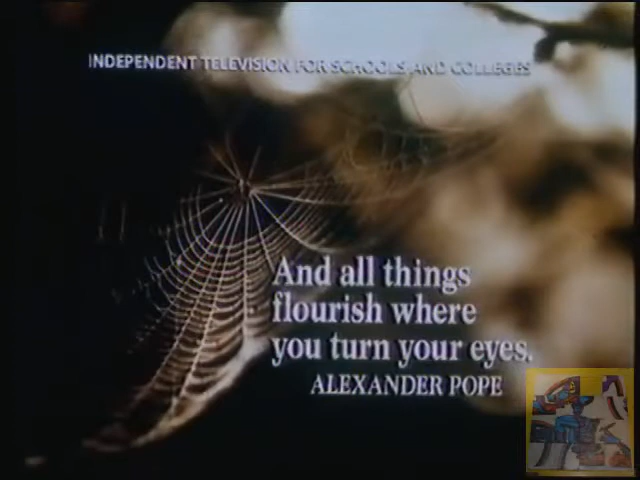 INDEPENDENT TELEVISION FOR SCHOOLS AND COLLEGES
And all things
flourish where
you turn your eyes.
ALEXANDER POPE